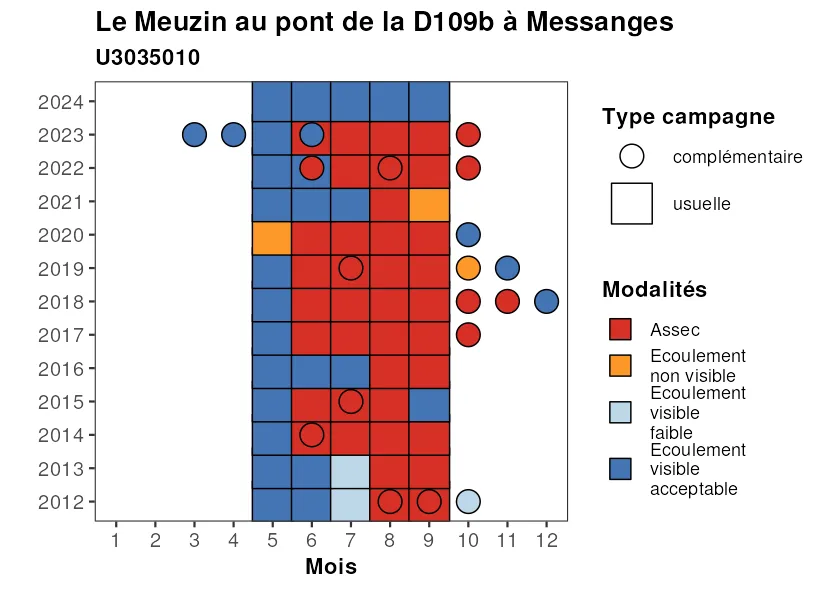 Le Meuzin au pont de la D109b à Messanges
U3035010
2024
2023
2022
2021
2020
2019
2018
2017
2016
2015
2014
2013
2012
1 2 3 4 5 6 7 8 9 10 11 12
Mois
Type campagne
complémentaire
usuelle
Modalités
Assec
Ecoulement
non visible
Ecoulement
visible
faible
Ecoulement
visible
acceptable